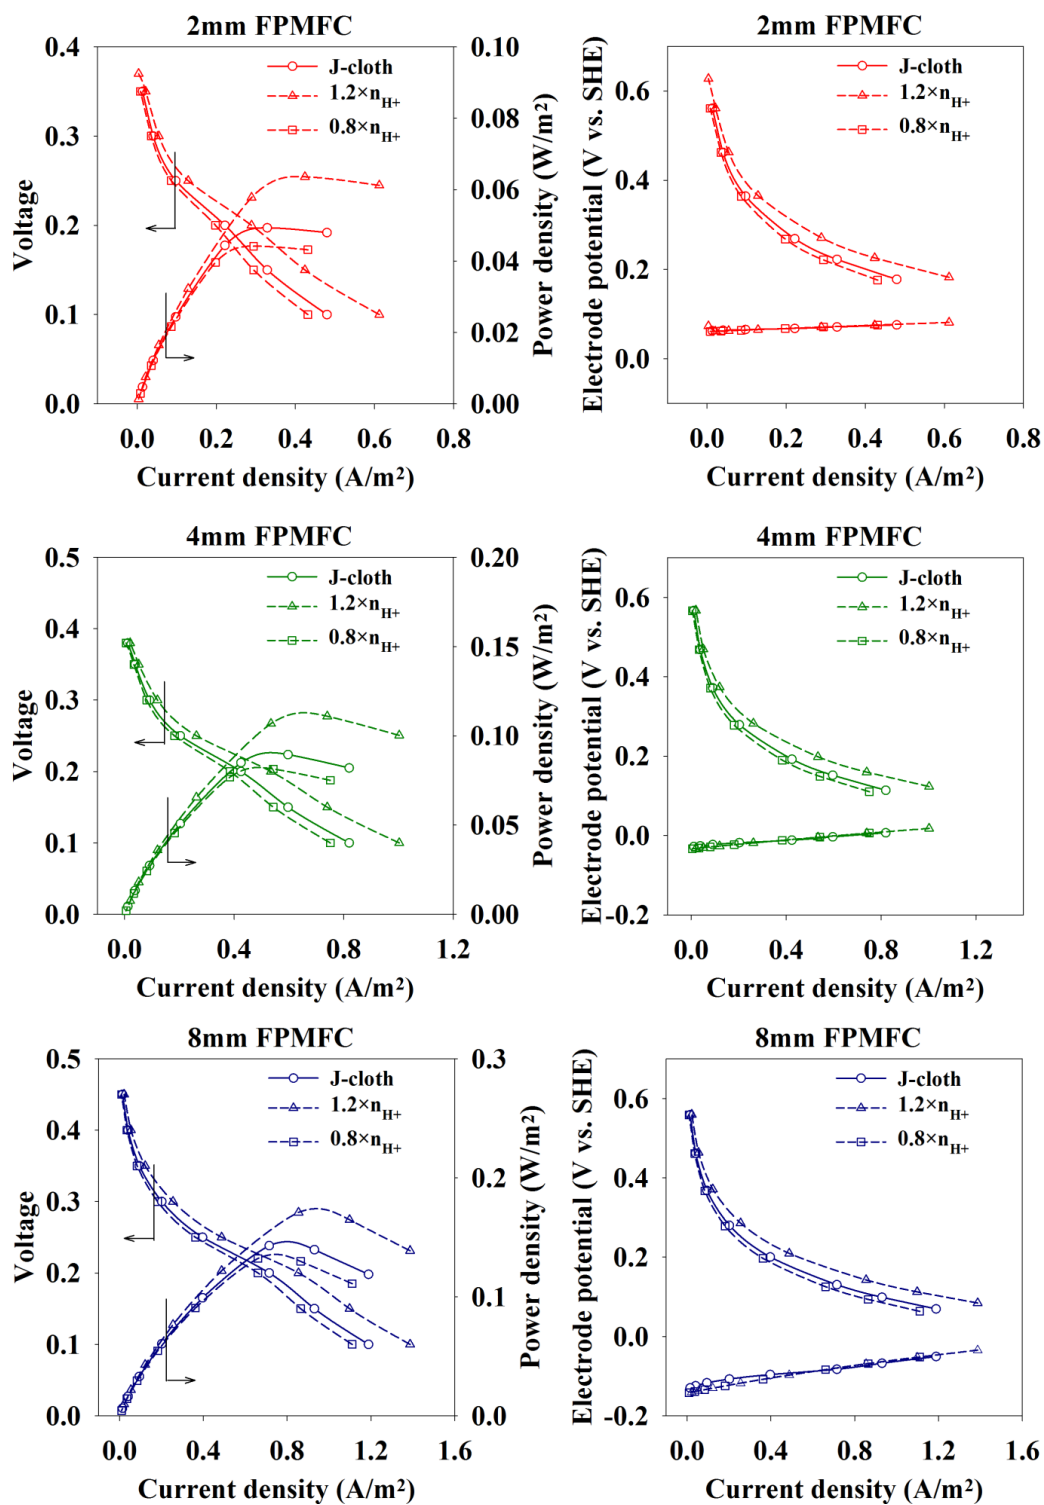 2mm FPMFC
0.4
0.3
0.2
0.1
0.0
Voltage
0.10
0.08
0.06
0.04
0.02
0.00
Power density (W/m²)
J-cloth
1.2×nH+
0.8×nH+
0.0 0.2 0.4 0.6 0.8
Current density (A/m²)
2mm FPMFC
0.6
0.4
0.2
0.0
Electrode potential (V vs. SHE)
J-cloth
1.2×nH+
0.8×nH+
0.0 0.2 0.4 0.6 0.8
Current density (A/m²)
4mm FPMFC
0.5
0.4
0.3
0.2
0.1
0.0
Voltage
0.20
0.15
0.10
0.05
0.00
Power density (W/m²)
J-cloth
1.2×nH+
0.8×nH+
0.0 0.4 0.8 1.2
Current density (A/m²)
4mm FPMFC
0.6
0.4
0.2
0.0
-0.2
Electrode potential (V vs. SHE)
J-cloth
1.2×nH+
0.8×nH+
0.0 0.4 0.8 1.2
Current density (A/m²)
8mm FPMFC
0.5
0.4
0.3
0.2
0.1
0.0
Voltage
0.3
0.2
0.1
0.0
Power density (W/m²)
J-cloth
1.2×nH+
0.8×nH+
0.0 0.4 0.8 1.2 1.6
Current density (A/m²)
8mm FPMFC
0.6
0.4
0.2
0.0
-0.2
Electrode potential (V vs. SHE)
J-cloth
1.2×nH+
0.8×nH+
0.0 0.4 0.8 1.2 1.6
Current density (A/m²)